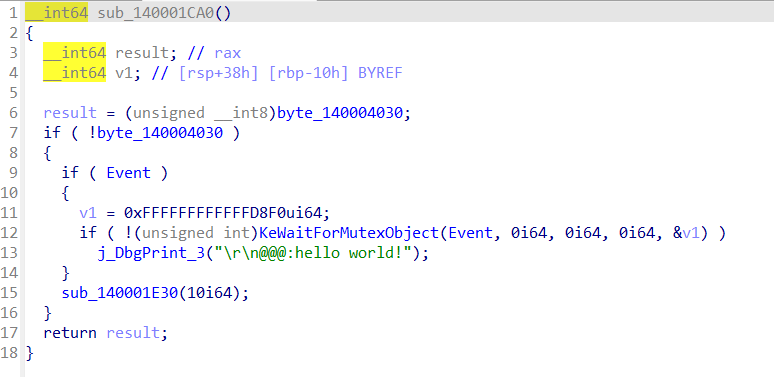 1 __int64 sub_140001CA0()
2 {
3   __int64 result; // rax
4   __int64 v1; // [rsp+38h] [rbp-10h] BYREF
5
6   result = (unsigned __int8)byte_140004030;
7   if ( !byte_140004030 )
8   {
9     if ( Event )
10     {
11       v1 = 0xFFFFFFFFFFFFD8F0ui64;
12       if ( !(unsigned int)KeWaitForMutexObject(Event, 0i64, 0i64, 0i64, &v1) )
13         j_DbgPrint_3("\r\n@@@:hello world!");
14     }
15     sub_140001E30(10i64);
16   }
17   return result;
18 }